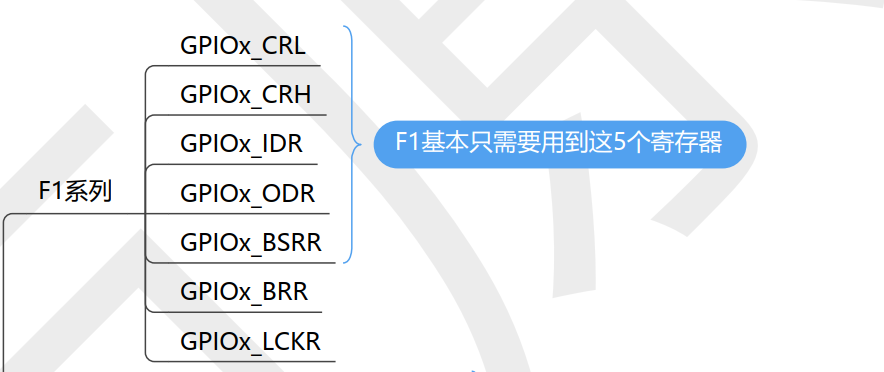 GPIOx_CRL
GPIOx_CRH
GPIOx_IDR
F1基本只需要用到这5个寄存器
F1系列
GPIOx_ODR
GPIOx_BSRR
GPIOx_BRR
GPIOx_LCKR